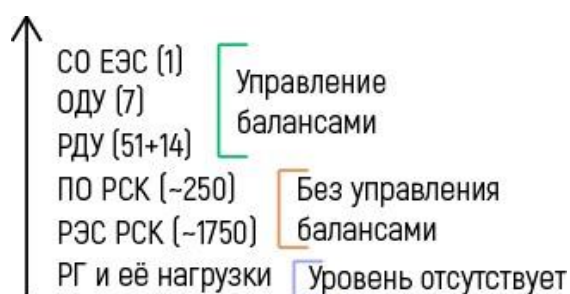 СО ЕЭС (1)
ОДУ (7)
РДУ (51+14)
Управление
балансами
ПО РСК (~250)
РЭС РСК (~1750)
Без управления
балансами
РГ и её нагрузки
Уровень отсутствует